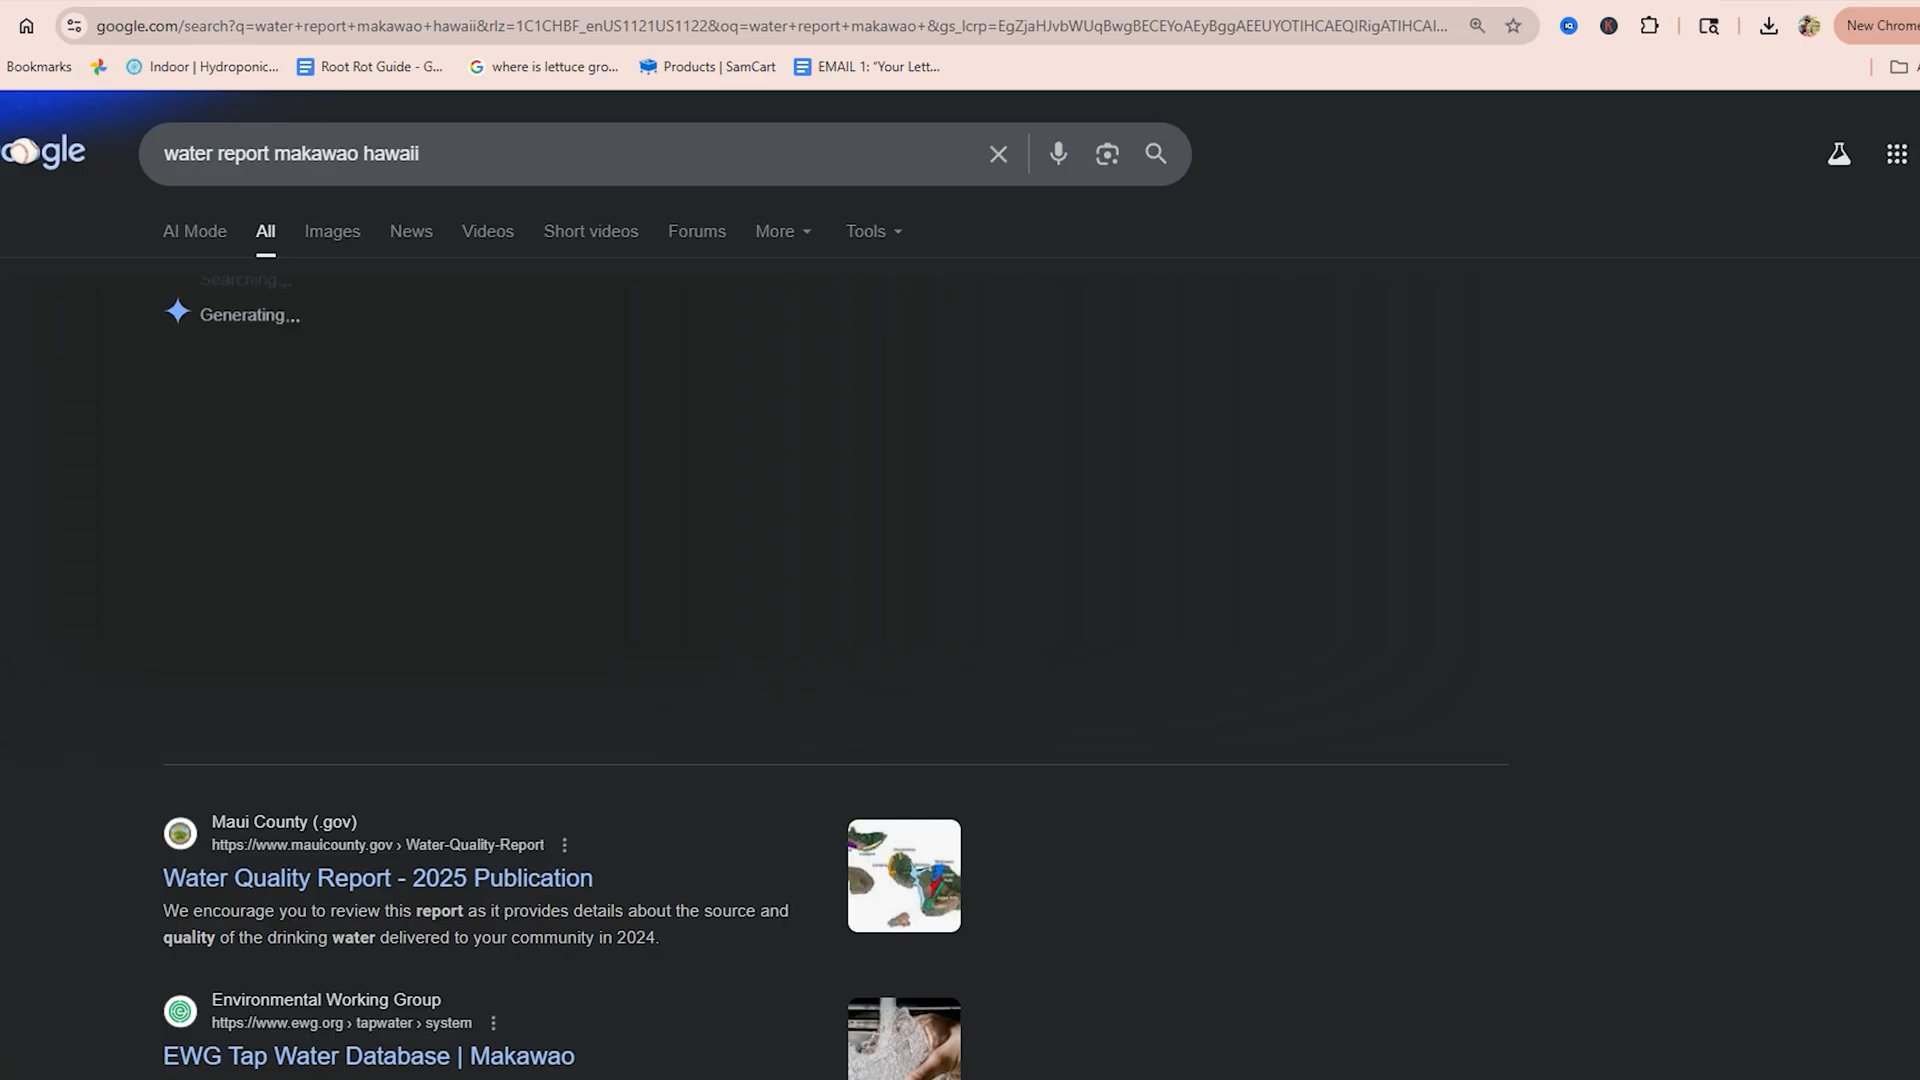 google.com/search?q=water+report+makawao+hawaii&rlz=1C1CHBF_enUS1121US1122&oq=water+report+makawao+&gs_lcrp=EgZjaHJvbWUqBwgBECEYoAEyBggAEEUYOTIHCAEQIRigATIHCAI...
New Chrome
Bookmarks
Indoor | Hydroponic...
Root Rot Guide - G...
where is lettuce gro...
Products | SamCart
EMAIL 1: “Your Lett...
ogle
water report makawao hawaii
AI Mode
All
Images
News
Videos
Short videos
Forums
More
Tools
Searching...
Generating...
Maui County (.gov)
https://www.mauicounty.gov › Water-Quality-Report
Water Quality Report - 2025 Publication
We encourage you to review this report as it provides details about the source and
quality of the drinking water delivered to your community in 2024.
Environmental Working Group
https://www.ewg.org › tapwater › system
EWG Tap Water Database | Makawao